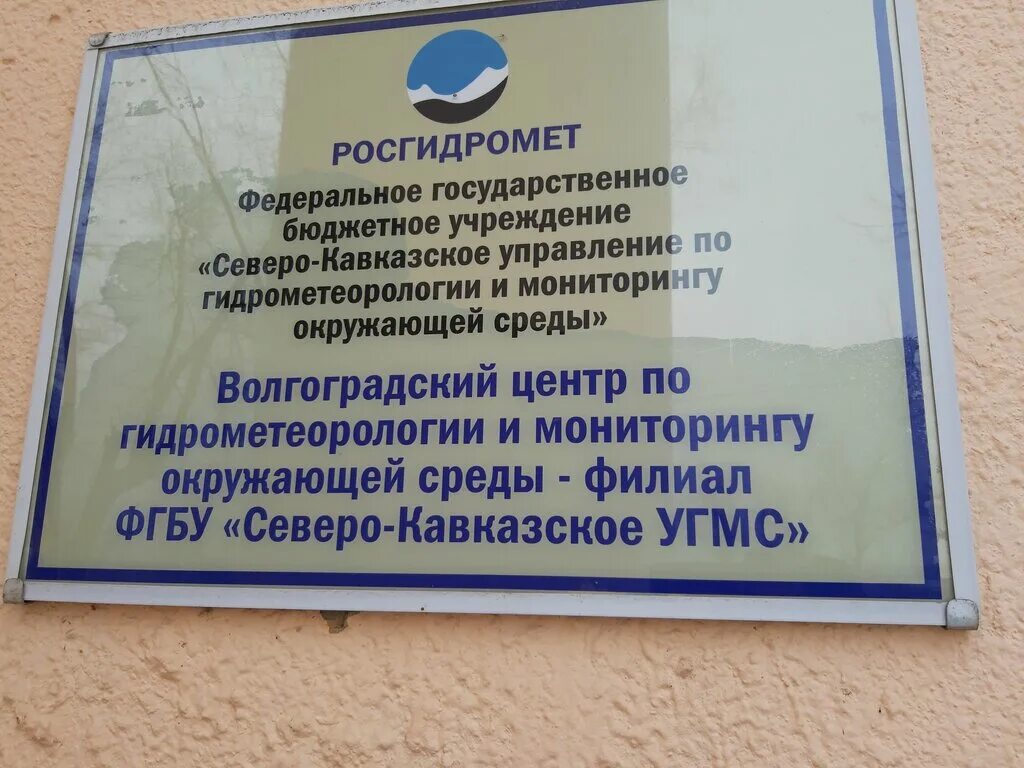 РОСГИДРОМЕТ
Федеральное государственное
бюджетное учреждение
«Северо-Кавказское управление по
гидрометеорологии и мониторингу
окружающей среды»
Волгоградский центр по
гидрометеорологии и мониторингу
окружающей среды - филиал
ФГБУ «Северо-Кавказское УГМС»